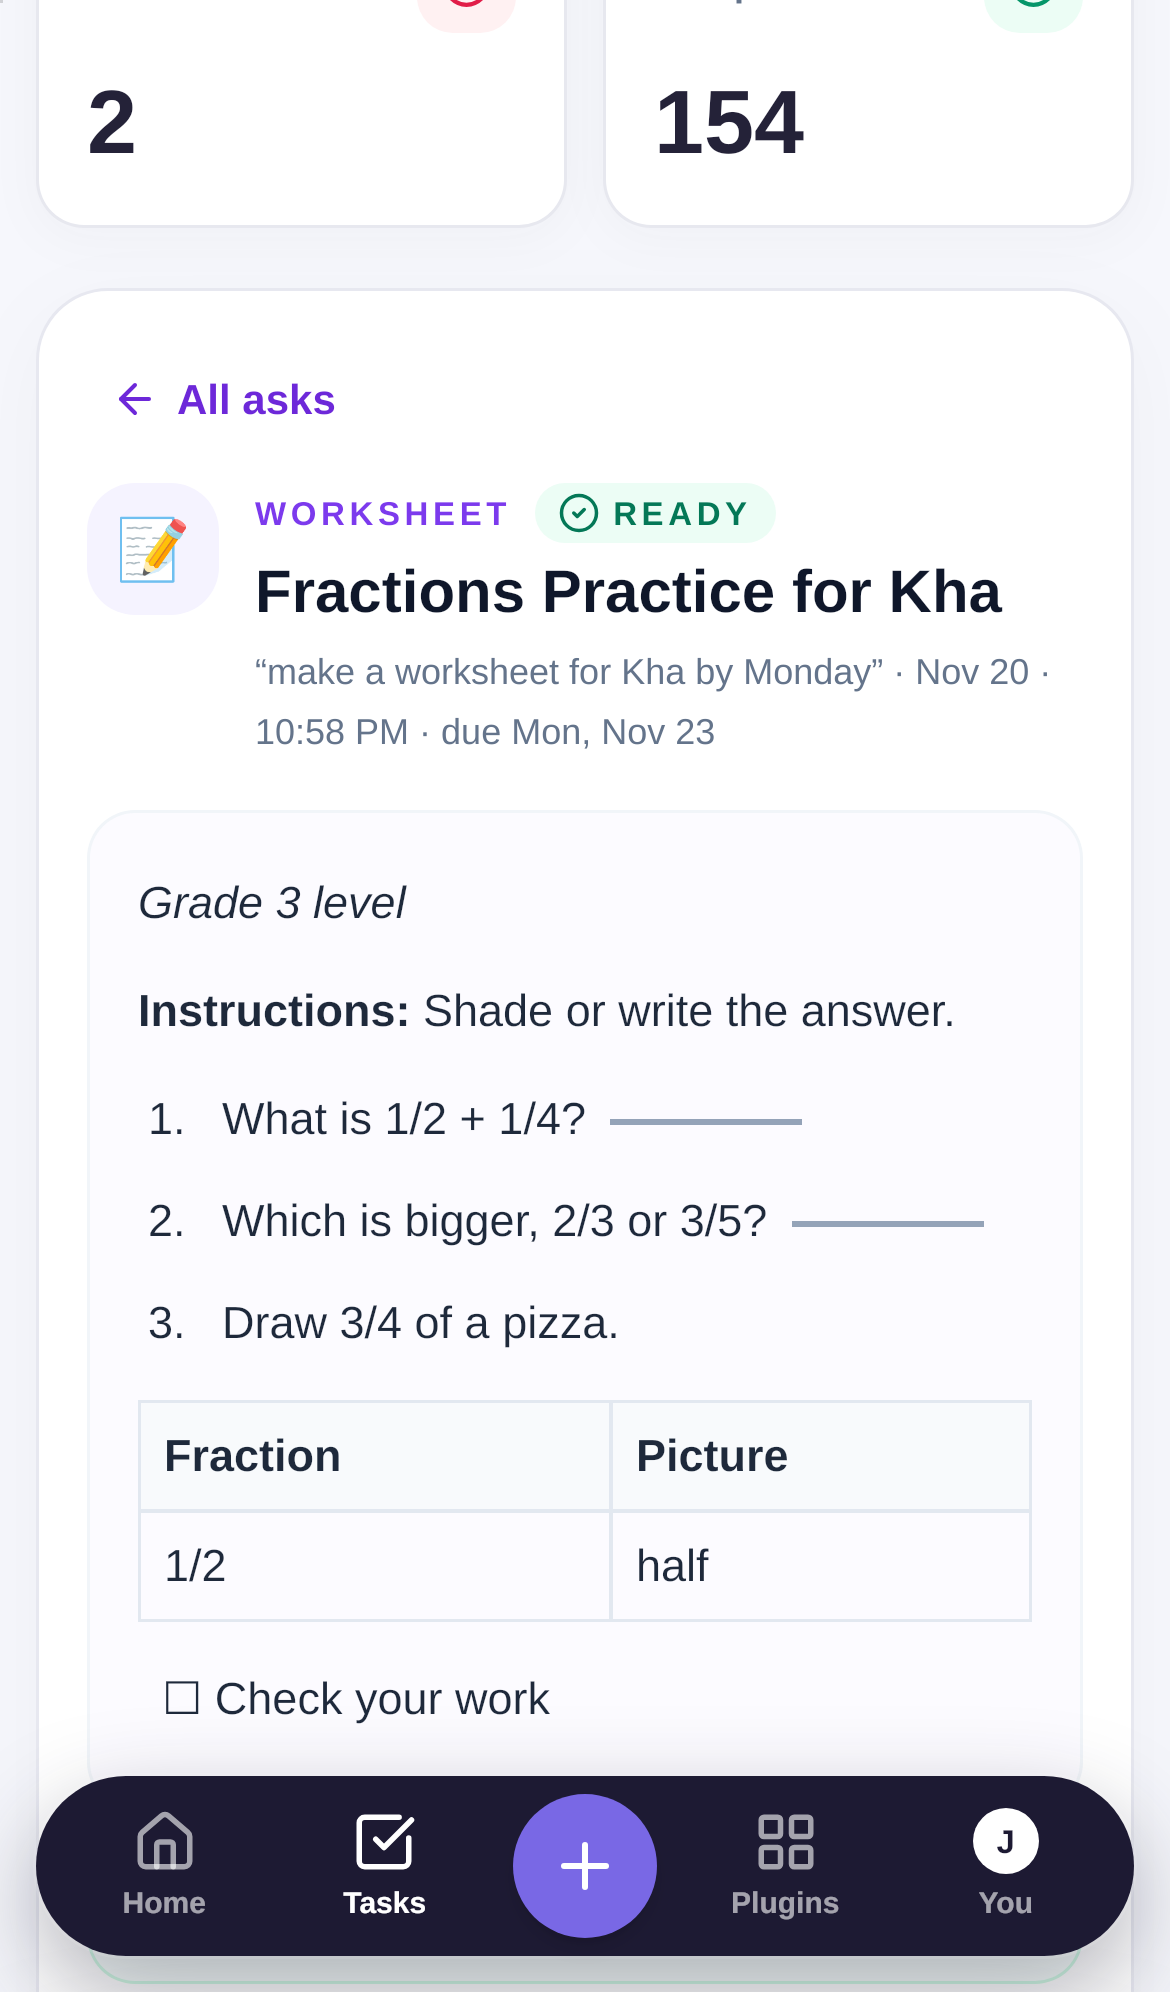 2
154
All asks
WORKSHEET READY
Fractions Practice for Kha
“make a worksheet for Kha by Monday” · Nov 20 ·
10:58 PM · due Mon, Nov 23
Grade 3 level
Instructions: Shade or write the answer.
1. What is 1/2 + 1/4?
2. Which is bigger, 2/3 or 3/5?
3. Draw 3/4 of a pizza.
Fraction Picture
1/2 half
☐ Check your work
Home Tasks Plugins J You